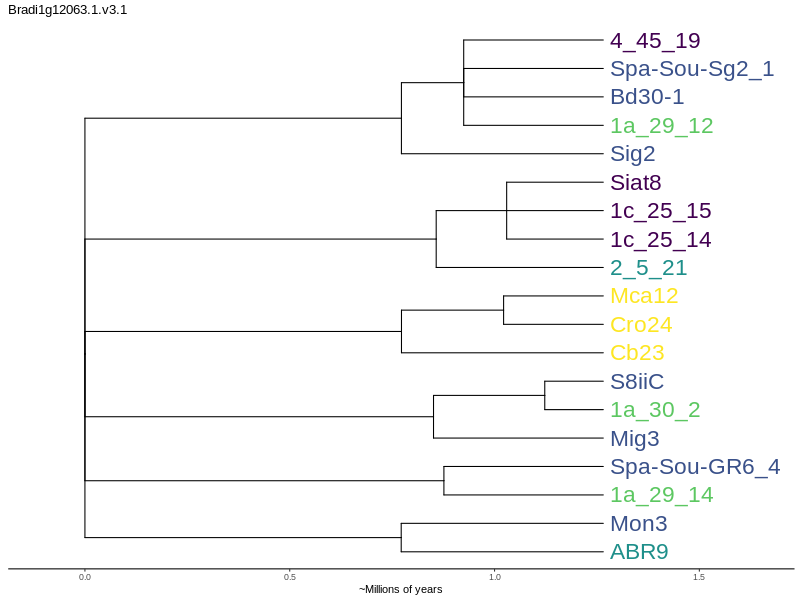 Bradi1g12063.1.v3.1
4_45_19
Spa-Sou-Sg2_1
Bd30-1
1a_29_12
Sig2
Siat8
1c_25_15
1c_25_14
2_5_21
Mca12
Cro24
Cb23
S8iiC
1a_30_2
Mig3
Spa-Sou-GR6_4
1a_29_14
Mon3
ABR9
0.0 0.5 1.0 1.5
~Millions of years